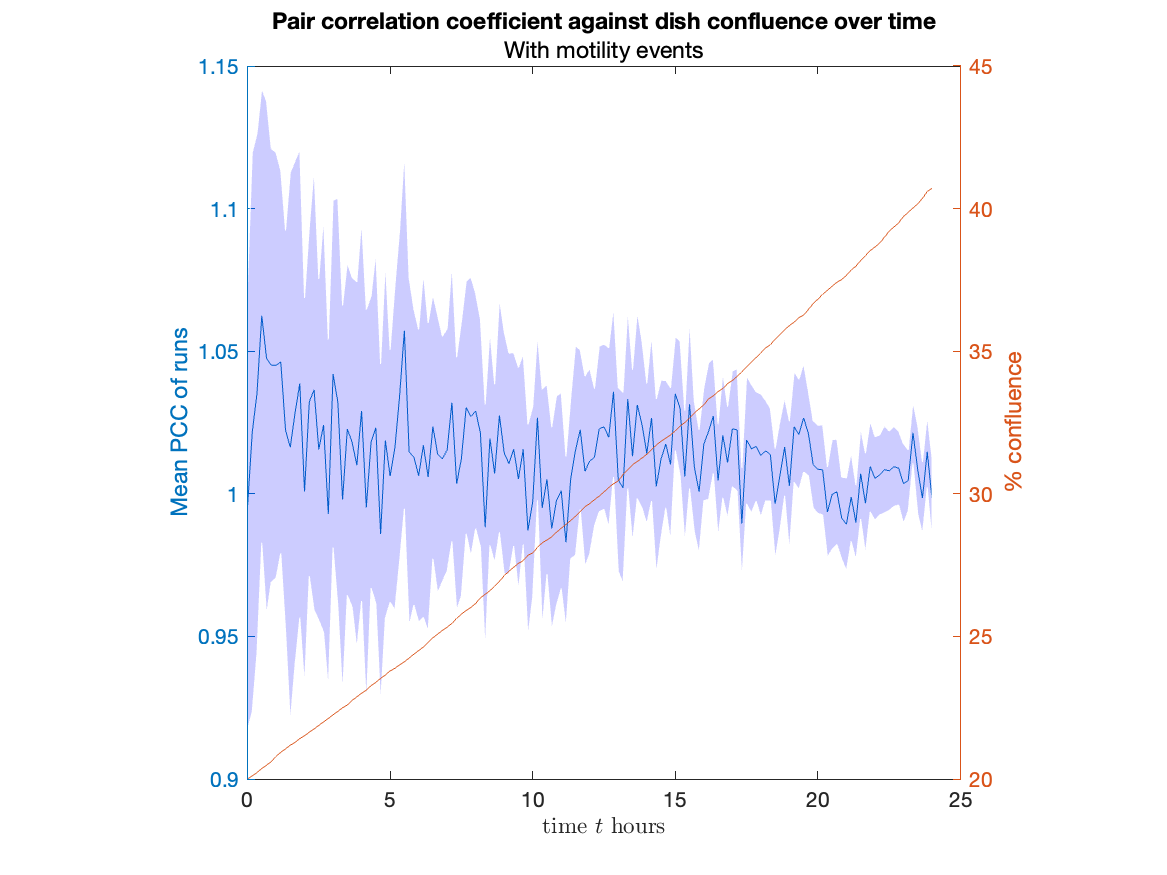 Pair correlation coefficient against dish confluence over time
With motility events
1.15
1.1
1.05
1
0.95
0.9
Mean PCC of runs
45
40
35
30
25
20
% confluence
0 5 10 15 20 25
time t hours